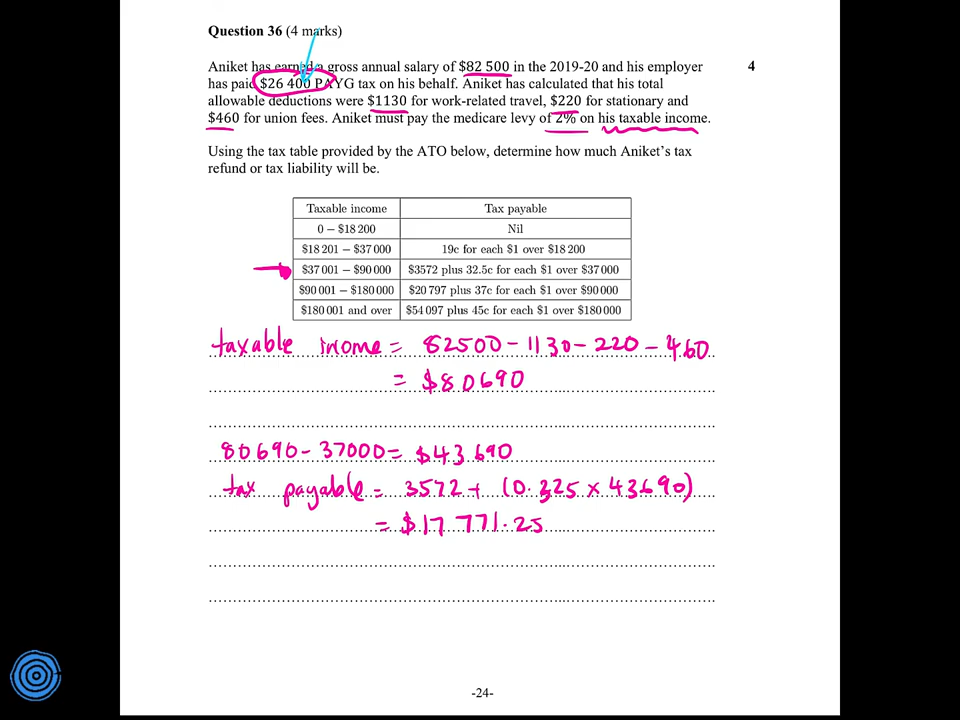 Question 36 (4 marks)
Aniket has earned a gross annual salary of $82 500 in the 2019-20 and his employer 4
has paid $26 400 PAYG tax on his behalf. Aniket has calculated that his total
allowable deductions were $1130 for work-related travel, $220 for stationary and
$460 for union fees. Aniket must pay the medicare levy of 2% on his taxable income.
Using the tax table provided by the ATO below, determine how much Aniket's tax
refund or tax liability will be.
Taxable income Tax payable
0 – $18 200 Nil
$18 201 – $37 000 19c for each $1 over $18 200
$37 001 – $90 000 $3572 plus 32.5c for each $1 over $37 000
$90 001 – $180 000 $20 797 plus 37c for each $1 over $90 000
$180 001 and over $54 097 plus 45c for each $1 over $180 000
taxable income = 82500 - 1130 - 220 - 460
= $80690
80690 - 37000 = $43690
tax payable = 3572 + (0.325 × 43690)
= $17 771.25
-24-